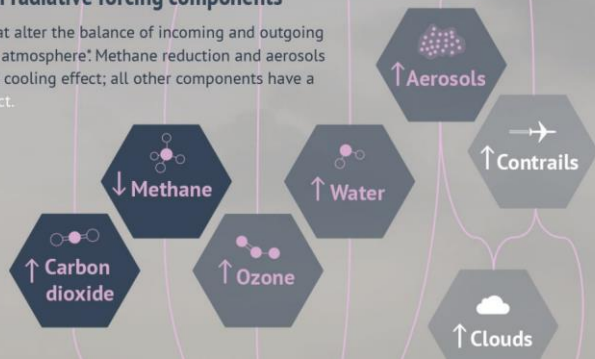 radiative forcing components
at alter the balance of incoming and outgoing
atmosphere*. Methane reduction and aerosols
cooling effect; all other components have a
ct.
↑ Aerosols
↑ Contrails
↓ Methane
↑ Water
↑ Carbon
dioxide
↑ Ozone
↑ Clouds